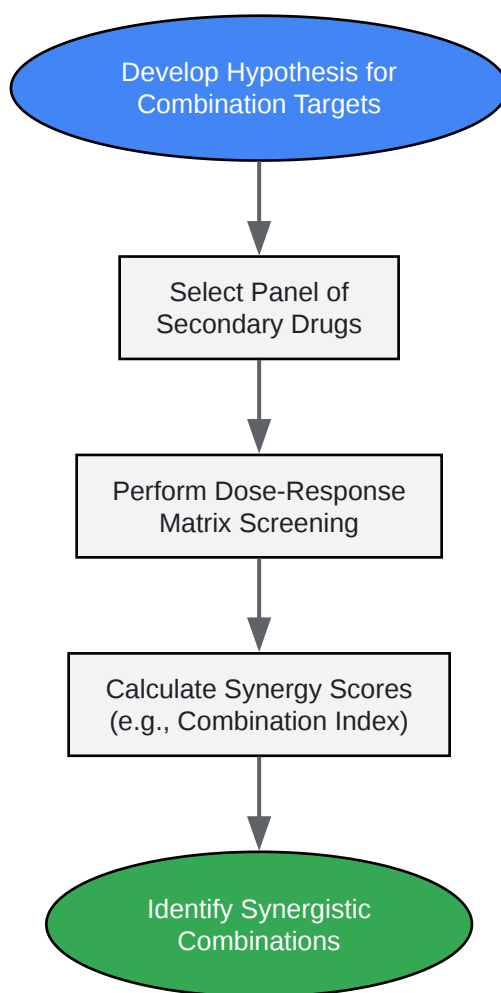 Develop Hypothesis for
Combination Targets
Select Panel of
Secondary Drugs
Perform Dose-Response
Matrix Screening
Calculate Synergy Scores
(e.g., Combination Index)
Identify Synergistic
Combinations